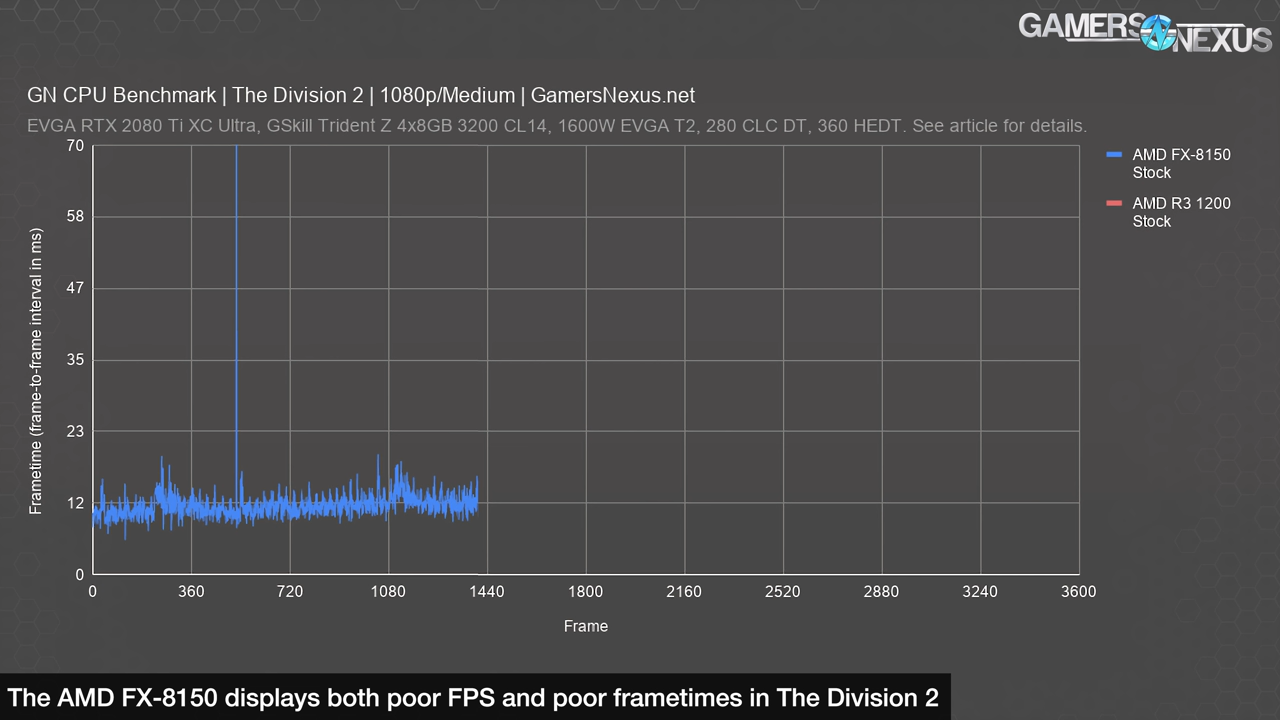 GAMERS NEXUS
GN CPU Benchmark | The Division 2 | 1080p/Medium | GamersNexus.net
EVGA RTX 2080 Ti XC Ultra, GSkill Trident Z 4x8GB 3200 CL14, 1600W EVGA T2, 280 CLC DT, 360 HEDT. See article for details.
70
58
47
35
23
12
0
Frametime (frame-to-frame interval in ms)
0 360 720 1080 1440 1800 2160 2520 2880 3240 3600
Frame
AMD FX-8150
Stock
AMD R3 1200
Stock
The AMD FX-8150 displays both poor FPS and poor frametimes in The Division 2